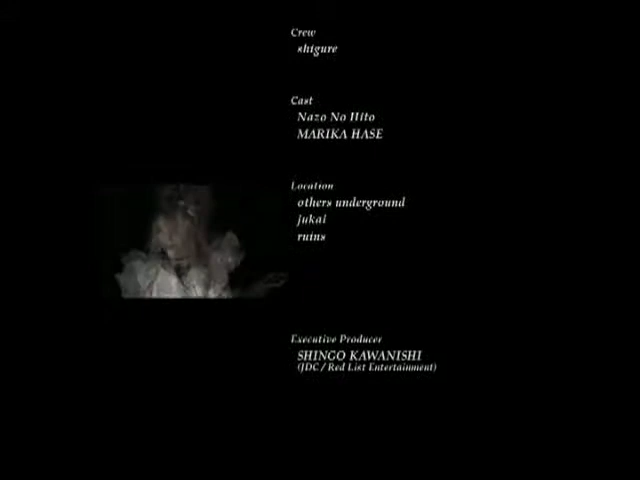 Crew
shigure
Cast
Nazo No Hito
MARIKA HASE
Location
others underground
jukai
ruins
Executive Producer
SHINGO KAWANISHI
(JDC / Red List Entertainment)